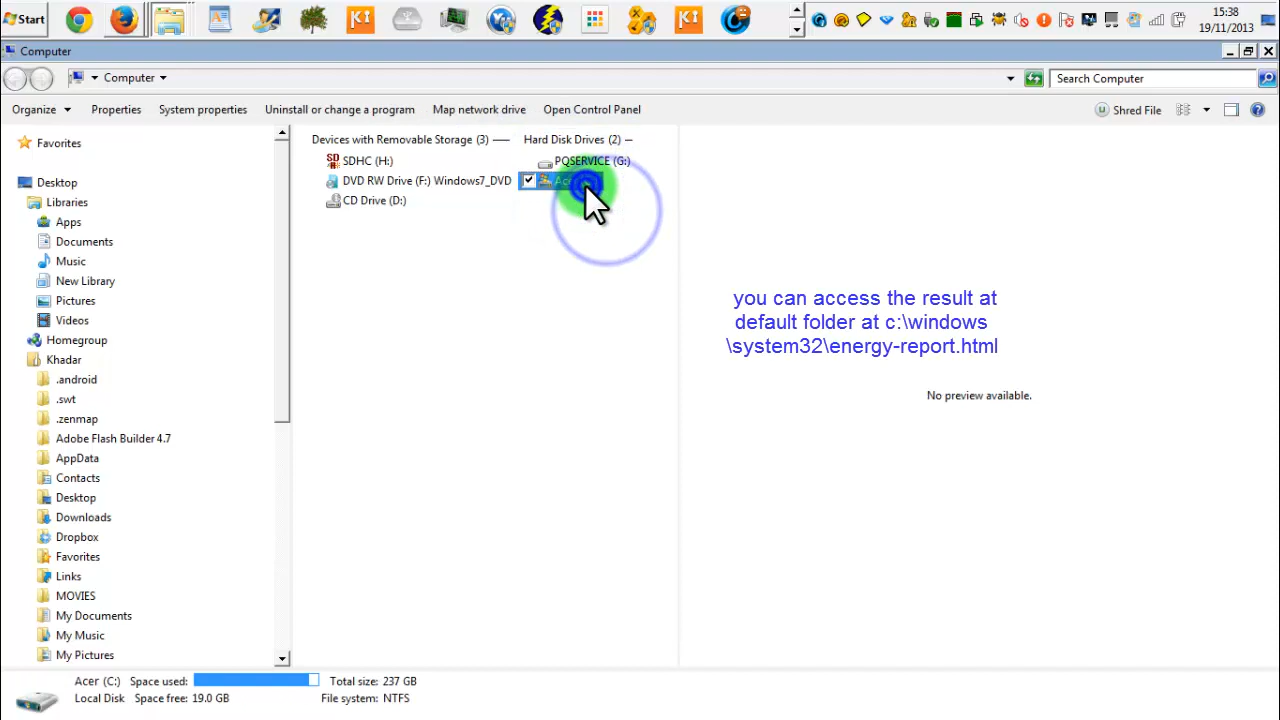 Start
15:38
19/11/2013
Computer
Computer
Search Computer
Organize
Properties
System properties
Uninstall or change a program
Map network drive
Open Control Panel
Shred File
Favorites
Desktop
Libraries
Apps
Documents
Music
New Library
Pictures
Videos
Homegroup
Khadar
.android
.swt
.zenmap
Adobe Flash Builder 4.7
AppData
Contacts
Desktop
Downloads
Dropbox
Favorites
Links
MOVIES
My Documents
My Music
My Pictures
Devices with Removable Storage (3)
SDHC (H:)
DVD RW Drive (F:) Windows7_DVD
CD Drive (D:)
Hard Disk Drives (2)
PQSERVICE (G:)
you can access the result at
default folder at c:\windows
\system32\energy-report.html
No preview available.
Acer (C:) Space used: Total size: 237 GB
Local Disk Space free: 19.0 GB File system: NTFS